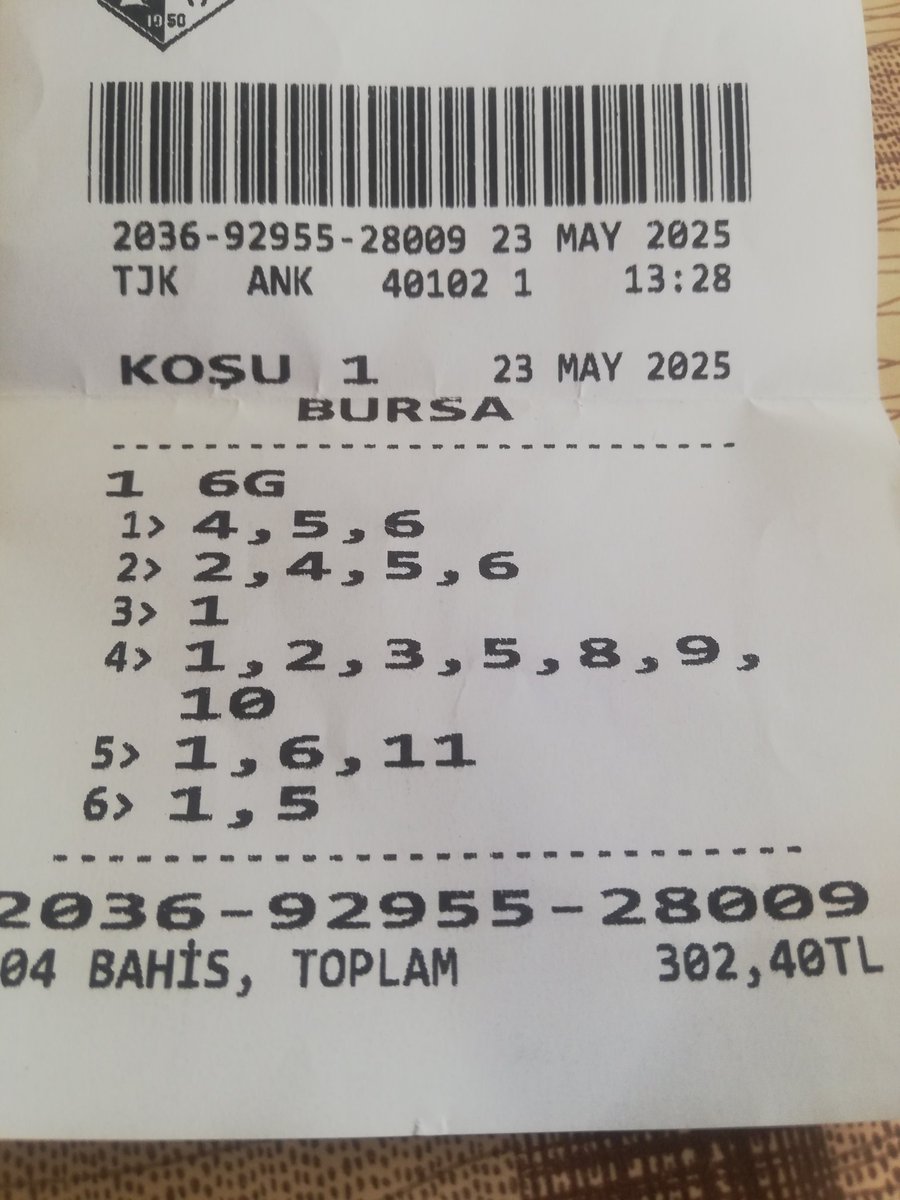 1950
2036-92955-28009 23 MAY 2025
TJK ANK 40102 1 13:28
KOŞU 1 23 MAY 2025
BURSA
1 6G
1> 4,5,6
2> 2,4,5,6
3> 1
4> 1,2,3,5,8,9,
10
5> 1,6,11
6> 1,5
2036-92955-28009
04 BAHİS, TOPLAM 302,40TL